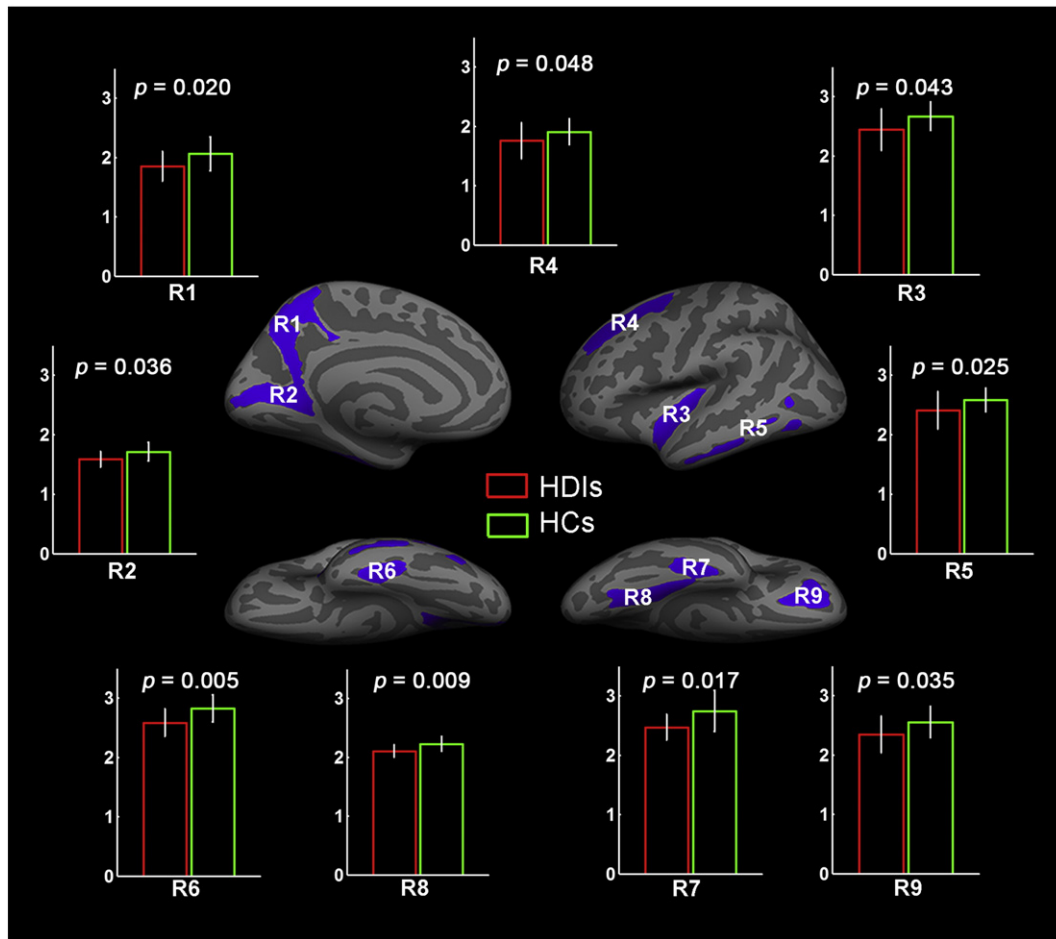 p = 0.020
3
2
1
0
R1
p = 0.048
3
2
1
0
R4
p = 0.043
3
2
1
0
R3
p = 0.036
3
2
1
0
R2
R1
R2
R4
R3
R5
p = 0.025
3
2
1
0
R5
HDIs
HCs
R6
R7
R8
R9
p = 0.005
3
2
1
0
R6
p = 0.009
3
2
1
0
R8
p = 0.017
3
2
1
0
R7
p = 0.035
3
2
1
0
R9